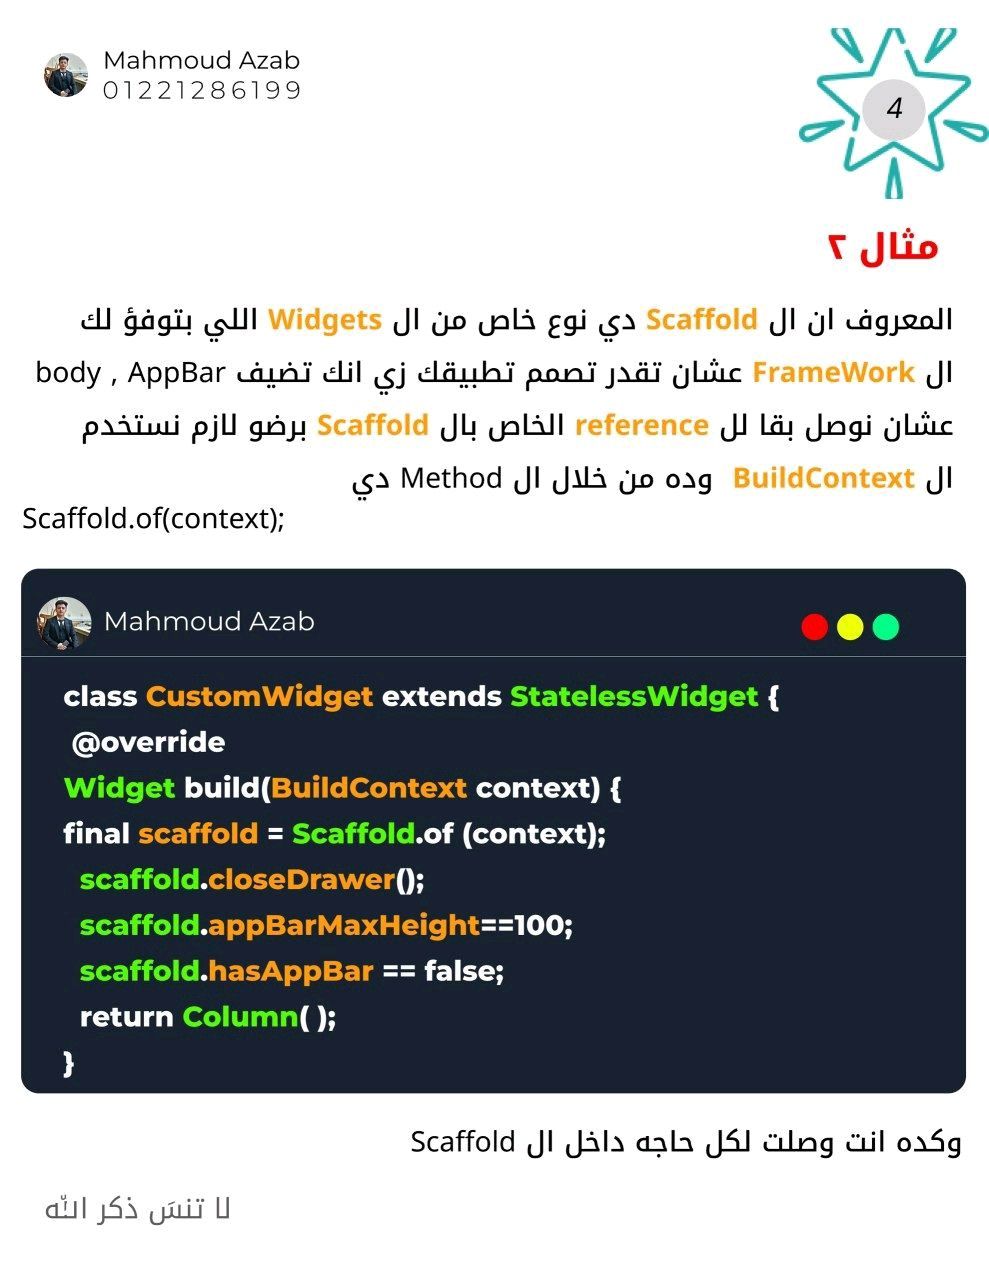 Mahmoud Azab
01221286199
4
مثال ٢
المعروف ان ال Scaffold دي نوع خاص من ال Widgets اللي بتوفؤ لك
ال FrameWork عشان تقدر تصمم تطبيقك زي انك تضيف body , AppBar
عشان نوصل بقا لل reference الخاص بال Scaffold برضو لازم نستخدم
ال BuildContext وده من خلال ال Method دي
Scaffold.of(context);
Mahmoud Azab
class CustomWidget extends StatelessWidget {
@override
Widget build(BuildContext context) {
final scaffold = Scaffold.of (context);
scaffold.closeDrawer();
scaffold.appBarMaxHeight==100;
scaffold.hasAppBar == false;
return Column( );
}
وكده انت وصلت لكل حاجه داخل ال Scaffold
لا تنسَ ذكر الله